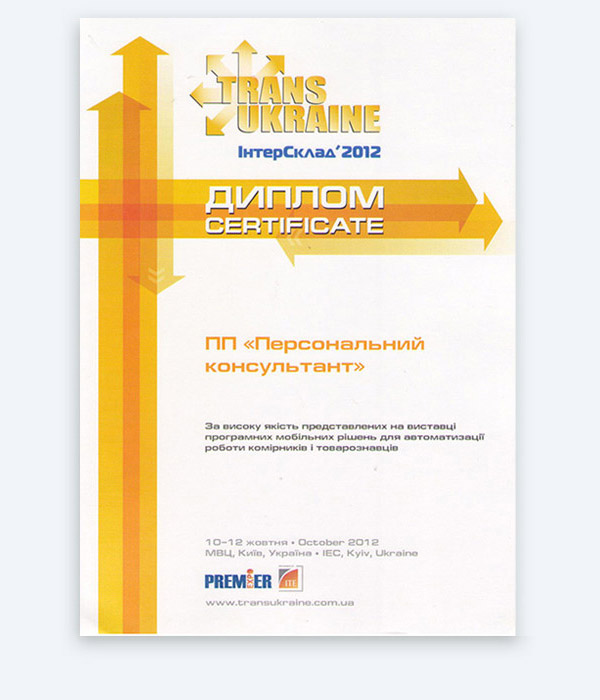 TRANS
UKRAINE
ІнтерСклад'2012
ДИПЛОМ
CERTIFICATE
ПП «Персональний
консультант»
За високу якість представлених на виставці
програмних мобільних рішень для автоматизації
роботи комірників і товарознавців
10-12 жовтня • October 2012
МВЦ, Київ, Україна • IEC, Kyiv, Ukraine
PREMIER EXPO ITE
www.transukraine.com.ua